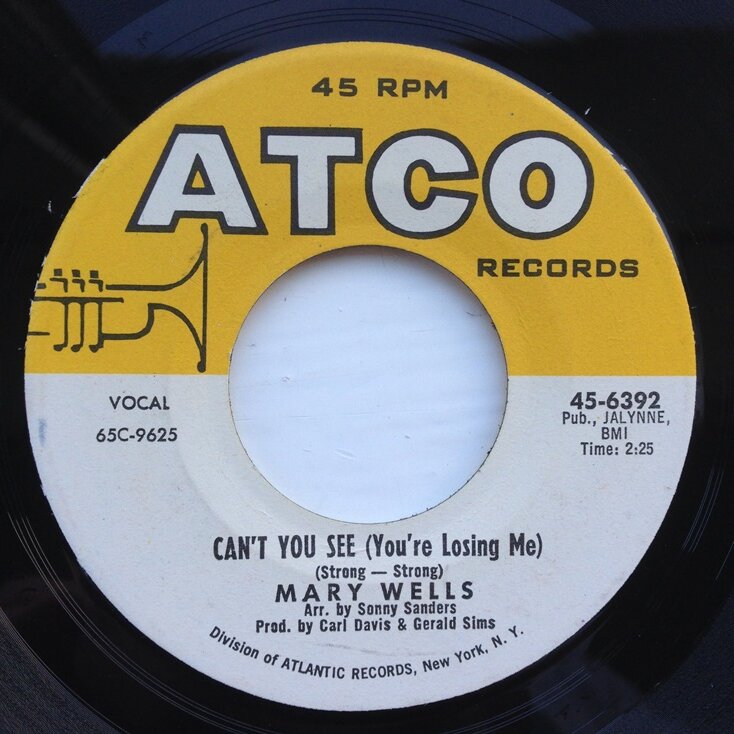 45 RPM
ATCO
RECORDS
VOCAL
65C-9625
45-6392
Pub., JALYNNE,
BMI
Time: 2:25
CAN'T YOU SEE (You're Losing Me)
(Strong — Strong)
MARY WELLS
Arr. by Sonny Sanders
Prod. by Carl Davis & Gerald Sims
Division of ATLANTIC RECORDS, New York, N. Y.